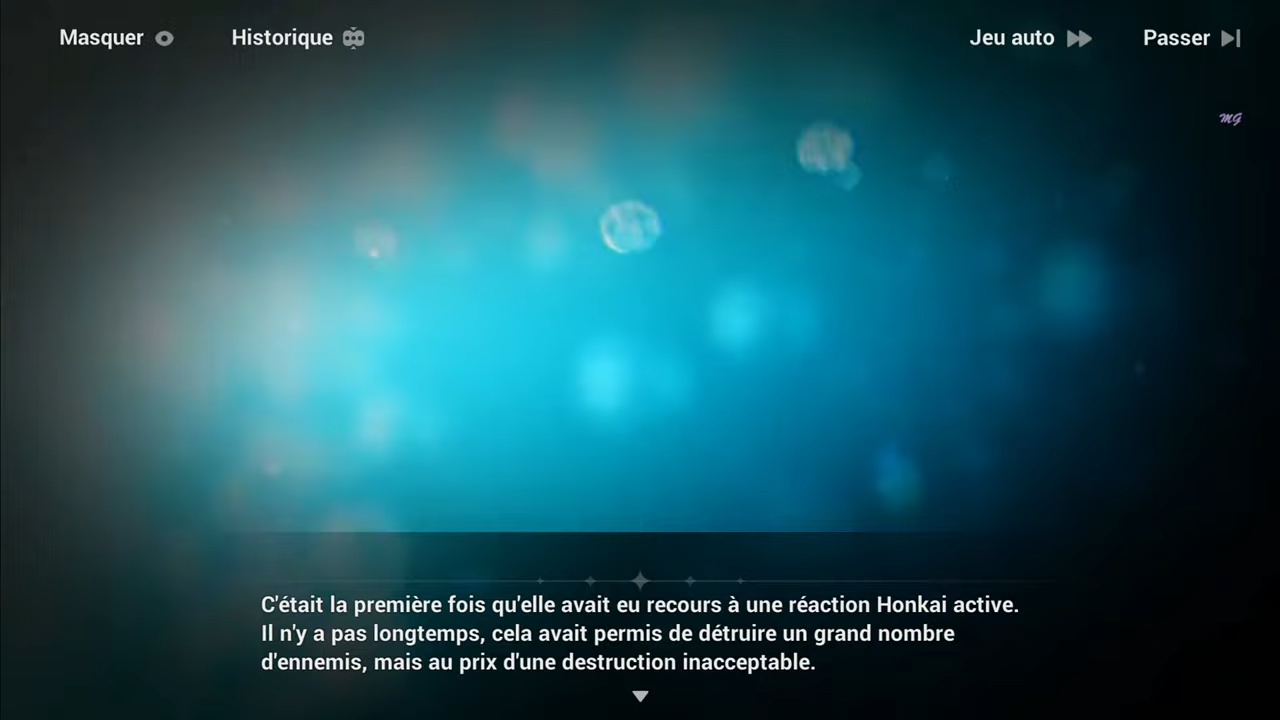 Masquer
Historique
Jeu auto
Passer
MG
C'était la première fois qu'elle avait eu recours à une réaction Honkai active.
Il n'y a pas longtemps, cela avait permis de détruire un grand nombre
d'ennemis, mais au prix d'une destruction inacceptable.